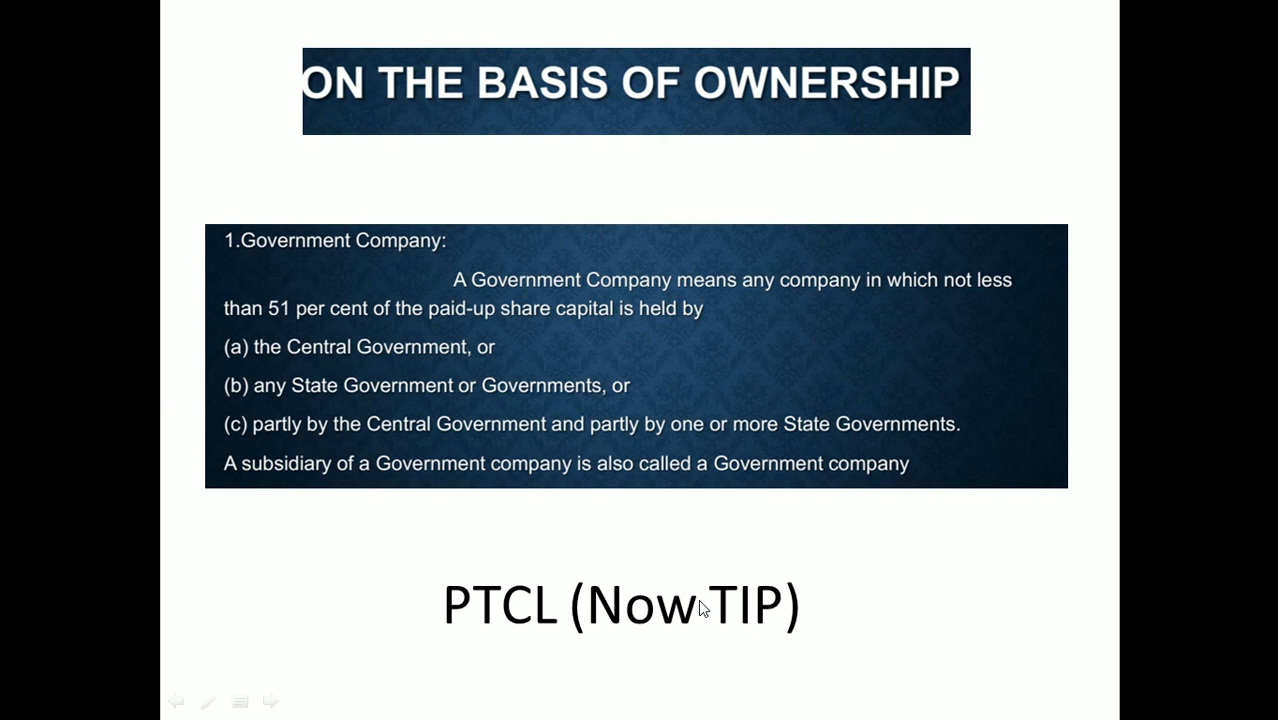 ON THE BASIS OF OWNERSHIP
1.Government Company:
A Government Company means any company in which not less
than 51 per cent of the paid-up share capital is held by
(a) the Central Government, or
(b) any State Government or Governments, or
(c) partly by the Central Government and partly by one or more State Governments.
A subsidiary of a Government company is also called a Government company
PTCL (Now TIP)